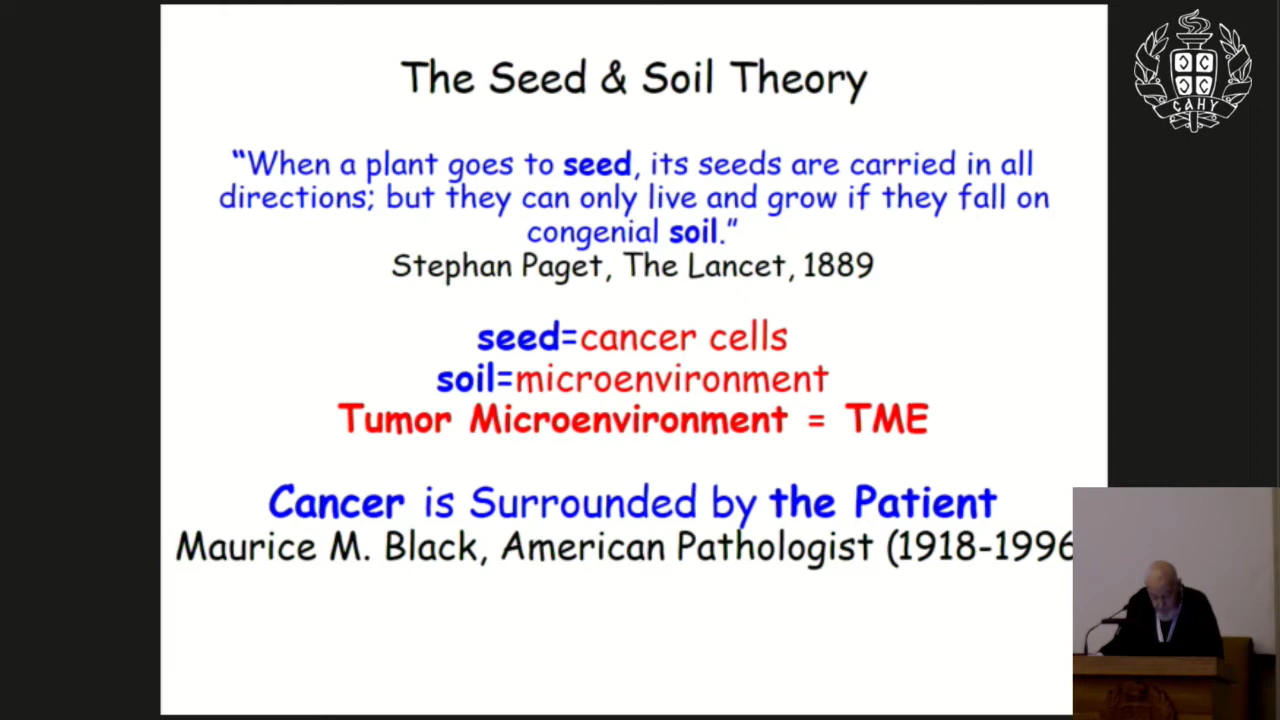 The Seed & Soil Theory
“When a plant goes to seed, its seeds are carried in all
directions; but they can only live and grow if they fall on
congenial soil.”
Stephan Paget, The Lancet, 1889
seed=cancer cells
soil=microenvironment
Tumor Microenvironment = TME
Cancer is Surrounded by the Patient
Maurice M. Black, American Pathologist (1918-1996
САНУ